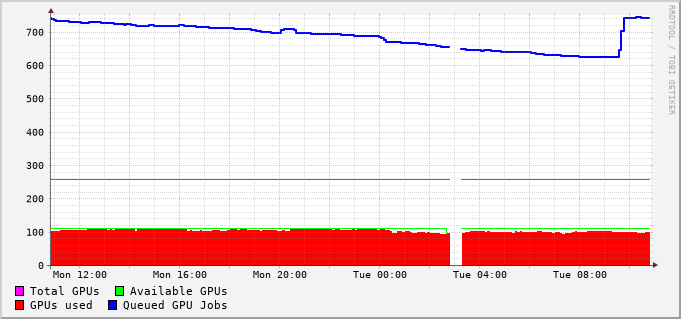 700
600
500
400
300
200
100
0
Mon 12:00 Mon 16:00 Mon 20:00 Tue 00:00 Tue 04:00 Tue 08:00
Total GPUs Available GPUs
GPUs used Queued GPU Jobs
RRDTOOL / TOBI OETIKER